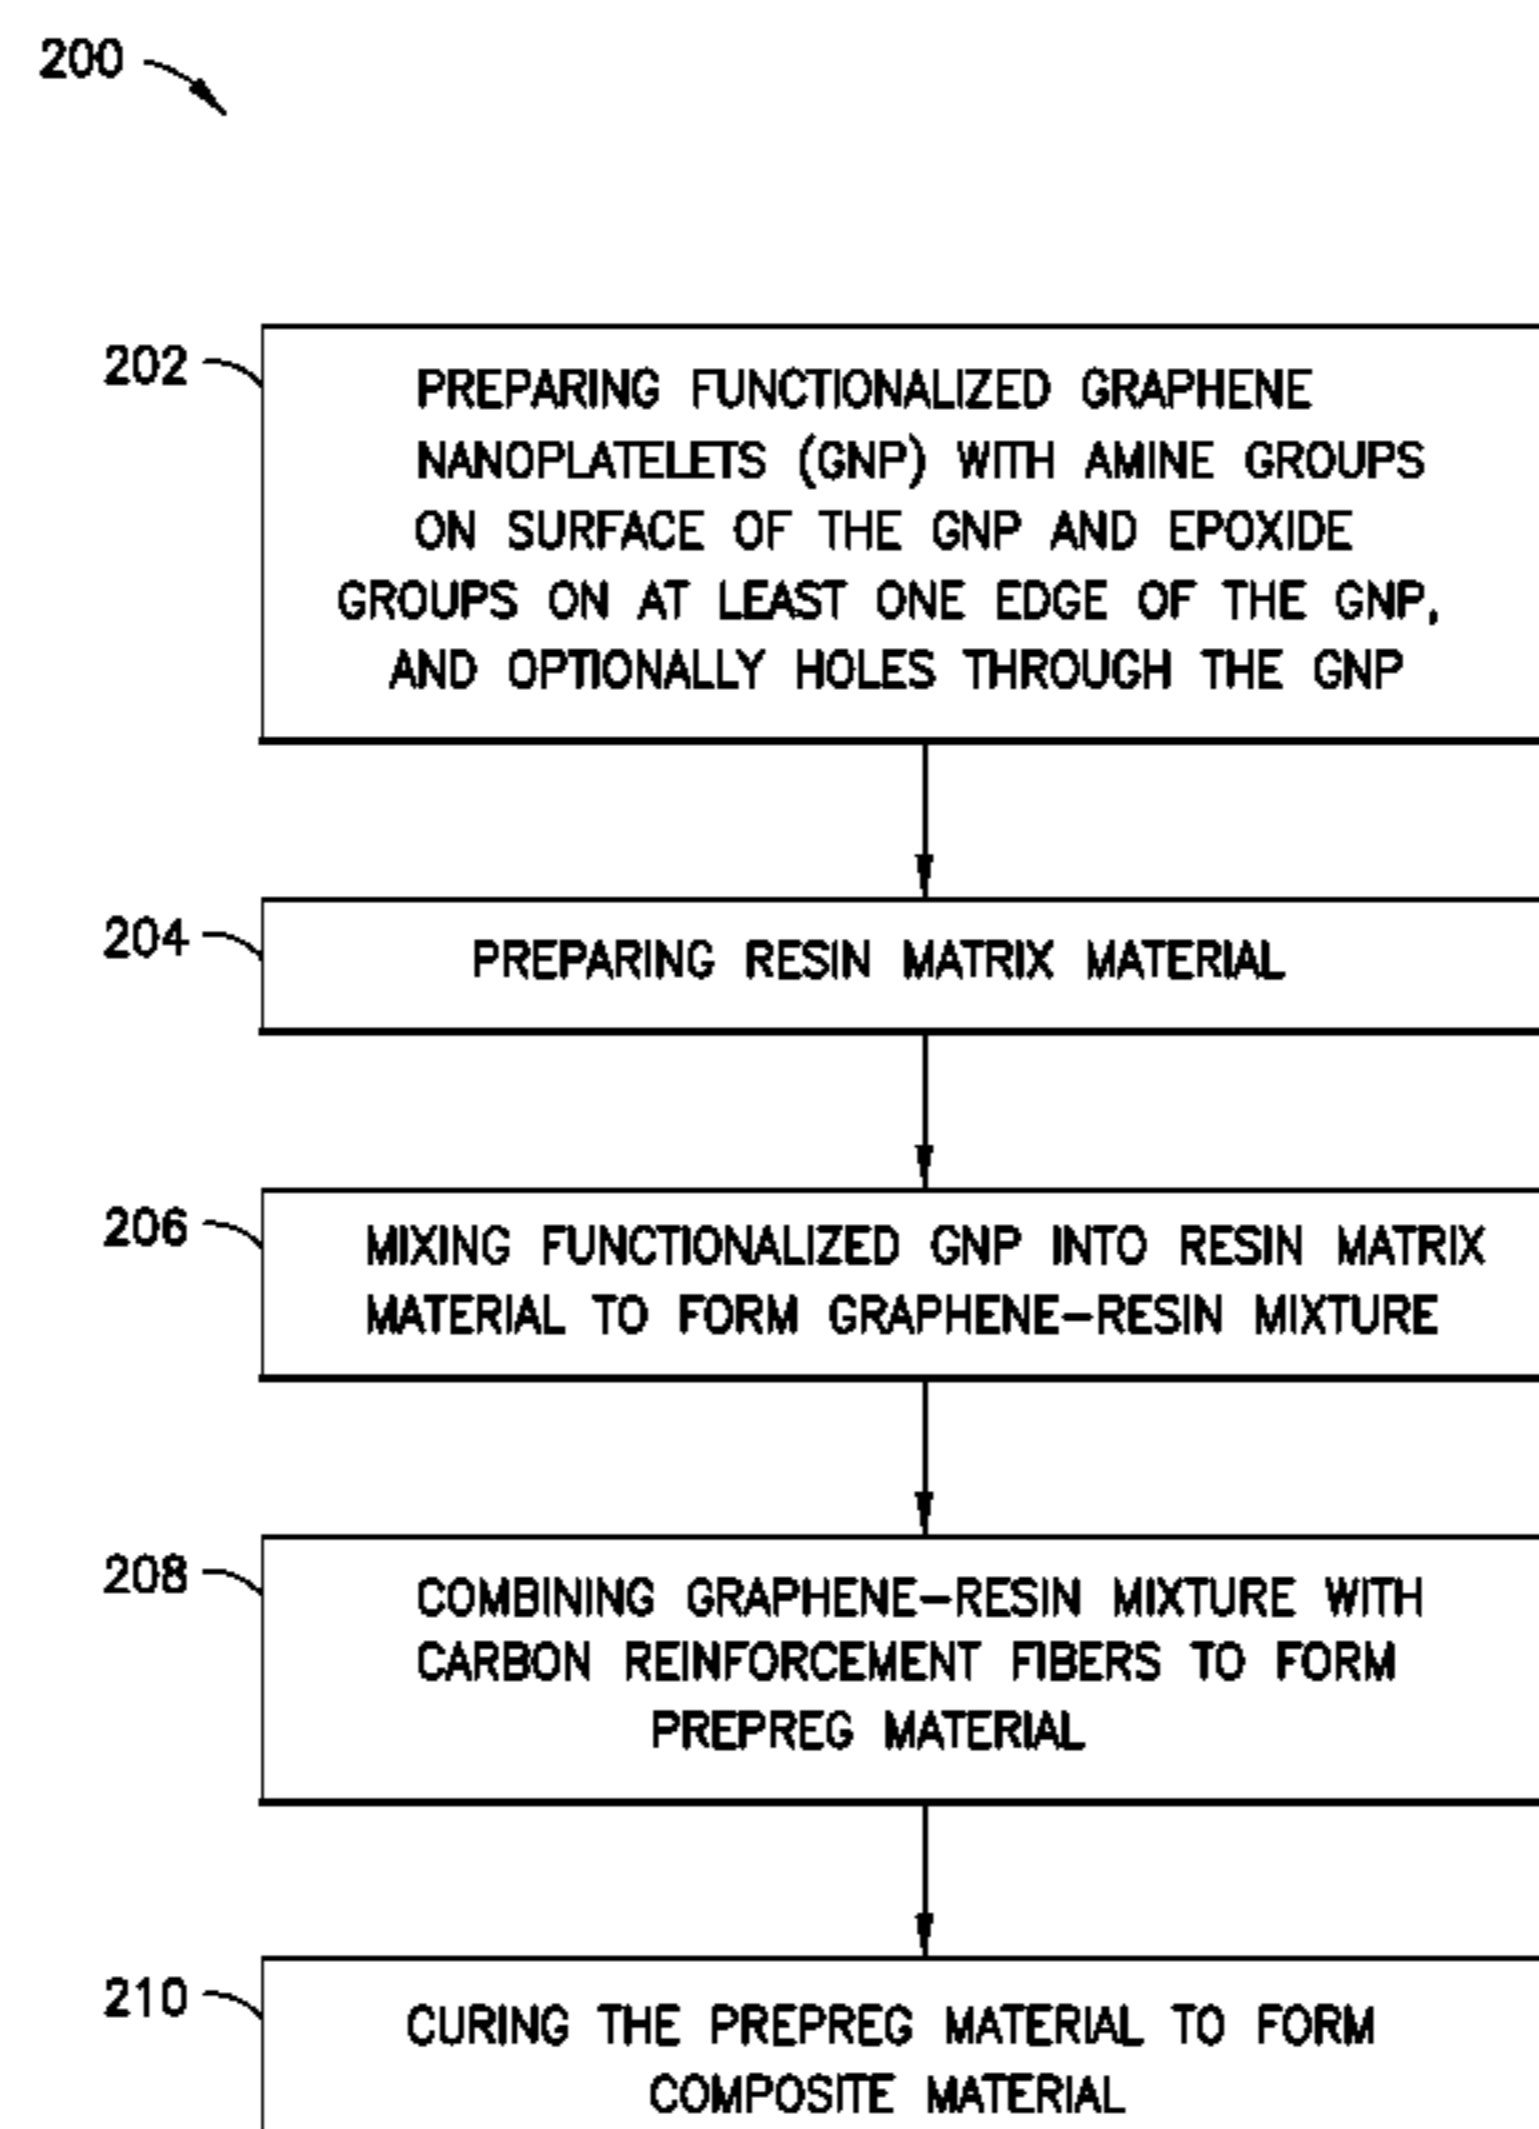 200
202
PREPARING FUNCTIONALIZED GRAPHENE
NANOPLATELETS (GNP) WITH AMINE GROUPS
ON SURFACE OF THE GNP AND EPOXIDE
GROUPS ON AT LEAST ONE EDGE OF THE GNP,
AND OPTIONALLY HOLES THROUGH THE GNP
204
PREPARING RESIN MATRIX MATERIAL
206
MIXING FUNCTIONALIZED GNP INTO RESIN MATRIX
MATERIAL TO FORM GRAPHENE-RESIN MIXTURE
208
COMBINING GRAPHENE-RESIN MIXTURE WITH
CARBON REINFORCEMENT FIBERS TO FORM
PREPREG MATERIAL
210
CURING THE PREPREG MATERIAL TO FORM
COMPOSITE MATERIAL